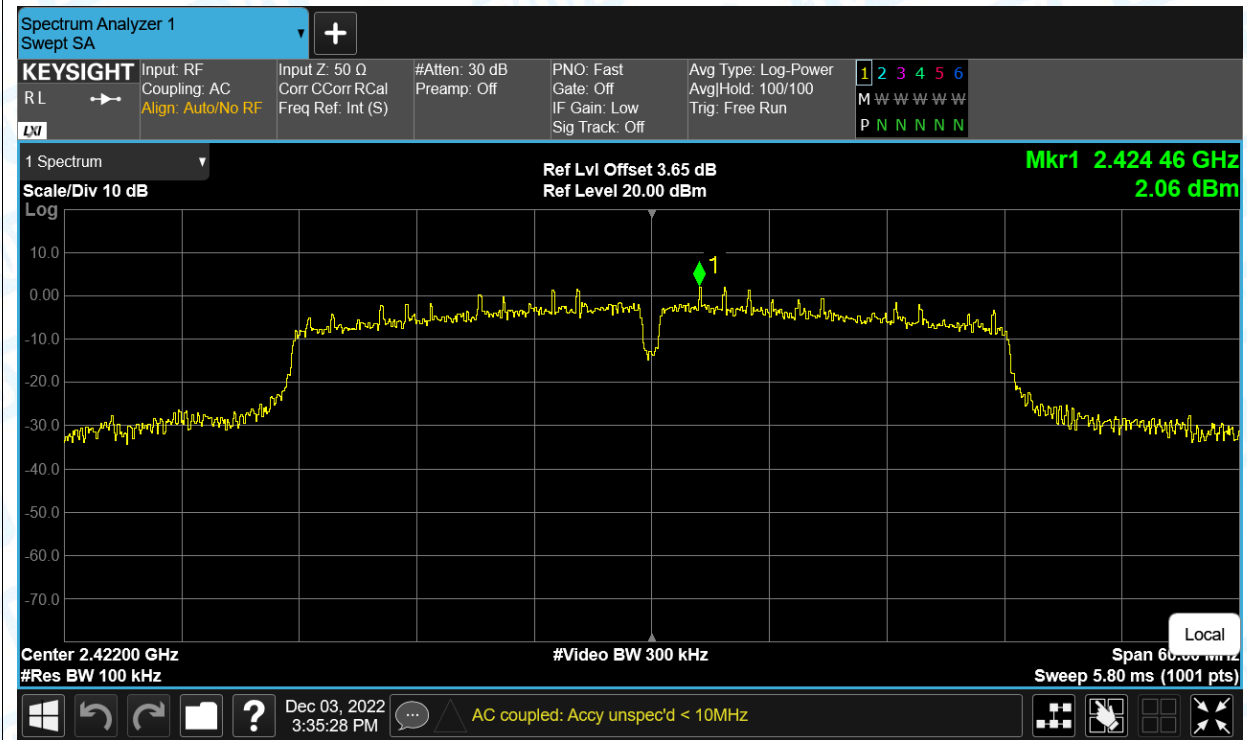 Spectrum Analyzer 1
Swept SA
KEYSIGHT
R L
LXI
Input: RF
Coupling: AC
Align: Auto/No RF
Input Z: 50 Ω
Corr CCorr RCal
Freq Ref: Int (S)
#Atten: 30 dB
Preamp: Off
PNO: Fast
Gate: Off
IF Gain: Low
Sig Track: Off
Avg Type: Log-Power
Avg|Hold: 100/100
Trig: Free Run
1 2 3 4 5 6
M W W W W W
P N N N N N
1 Spectrum
Scale/Div 10 dB
Log
Ref Lvl Offset 3.65 dB
Ref Level 20.00 dBm
Mkr1 2.424 46 GHz
2.06 dBm
1
10.0
0.00
-10.0
-20.0
-30.0
-40.0
-50.0
-60.0
-70.0
Local
Center 2.42200 GHz
#Res BW 100 kHz
#Video BW 300 kHz
Span 60.00 MHz
Sweep 5.80 ms (1001 pts)
?
Dec 03, 2022
3:35:28 PM
AC coupled: Accy unspec'd < 10MHz